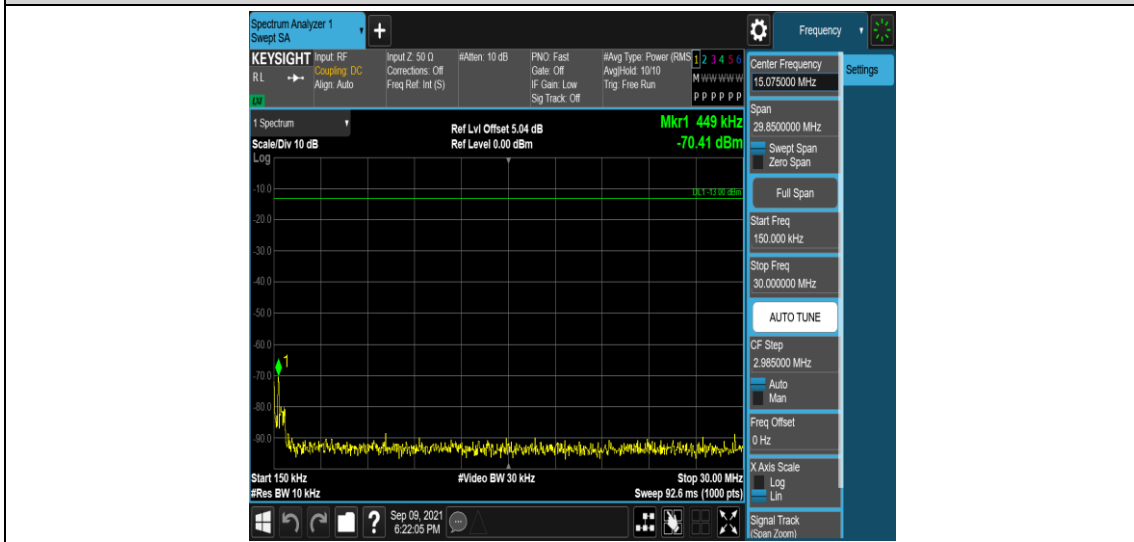 Spectrum Analyzer 1
Swept SA
+
Frequency
KEYSIGHT
RL
LXI
Input: RF
Coupling: DC
Align: Auto
Input Z: 50 Ω
Corrections: Off
Freq Ref: Int (S)
#Atten: 10 dB
PNO: Fast
Gate: Off
IF Gain: Low
Sig Track: Off
#Avg Type: Power (RMS
Avg|Hold: 10/10
Trig: Free Run
1 2 3 4 5 6
M W W W W W
P P P P P P
1 Spectrum
Scale/Div 10 dB
Log
Ref Lvl Offset 5.04 dB
Ref Level 0.00 dBm
Mkr1 449 kHz
-70.41 dBm
DL1 -13.00 dBm
-10.0
-20.0
-30.0
-40.0
-50.0
-60.0
-70.0
-80.0
-90.0
1
Start 150 kHz
#Res BW 10 kHz
#Video BW 30 kHz
Stop 30.00 MHz
Sweep 92.6 ms (1000 pts)
Center Frequency
15.075000 MHz
Settings
Span
29.8500000 MHz
Swept Span
Zero Span
Full Span
Start Freq
150.000 kHz
Stop Freq
30.000000 MHz
AUTO TUNE
CF Step
2.985000 MHz
Auto
Man
Freq Offset
0 Hz
X Axis Scale
Log
Lin
Signal Track
(Span Zoom)
?
Sep 09, 2021
6:22:05 PM